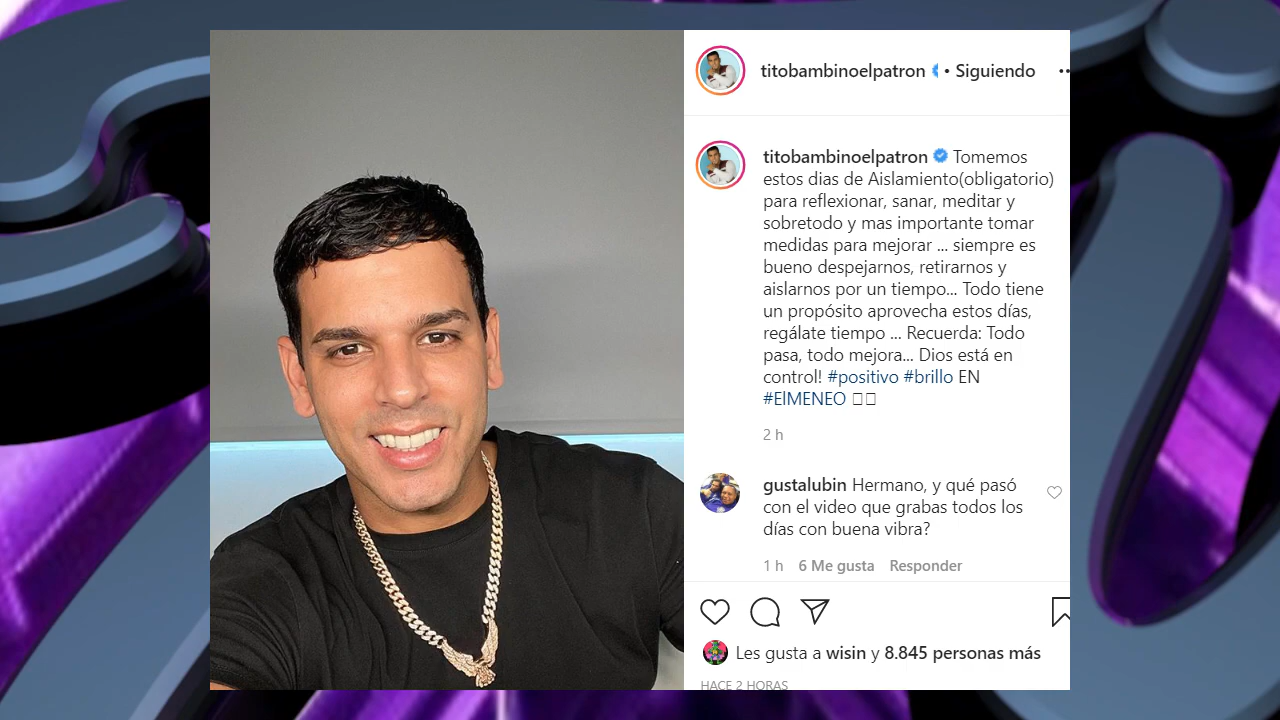 titobambinoelpatron • Siguiendo
titobambinoelpatron Tomemos
estos dias de Aislamiento(obligatorio)
para reflexionar, sanar, meditar y
sobretodo y mas importante tomar
medidas para mejorar ... siempre es
bueno despejarnos, retirarnos y
aislarnos por un tiempo... Todo tiene
un propósito aprovecha estos días,
regálate tiempo ... Recuerda: Todo
pasa, todo mejora... Dios está en
control! #positivo #brillo EN
#ElMENEO
2 h
gustalubin Hermano, y qué pasó
con el video que grabas todos los
días con buena vibra?
1 h 6 Me gusta Responder
Les gusta a wisin y 8.845 personas más
HACE 2 HORAS